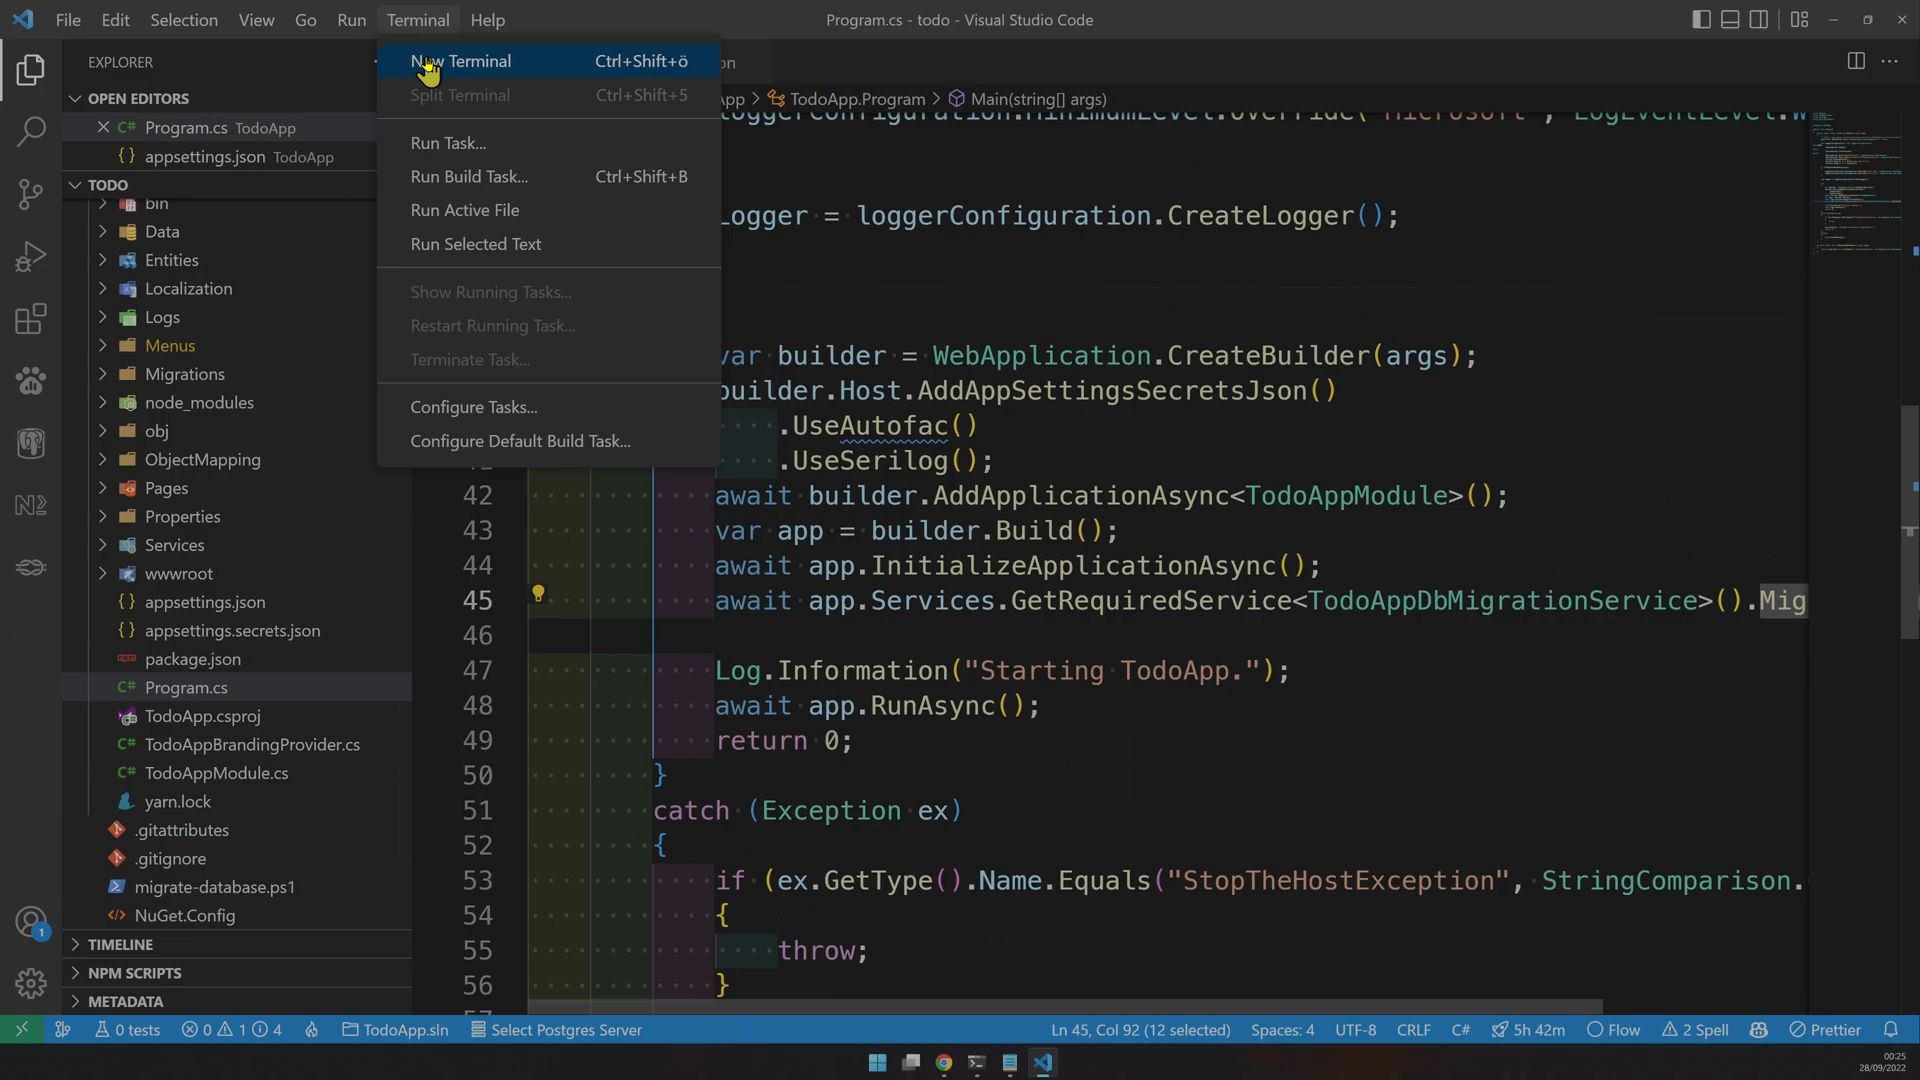 File Edit Selection View Go Run Terminal Help
Program.cs - todo - Visual Studio Code
EXPLORER
OPEN EDITORS
Program.cs TodoApp
appsettings.json TodoApp
TODO
bin
Data
Entities
Localization
Logs
Menus
Migrations
node_modules
obj
ObjectMapping
Pages
Properties
Services
wwwroot
appsettings.json
appsettings.secrets.json
package.json
Program.cs
TodoApp.csproj
TodoAppBrandingProvider.cs
TodoAppModule.cs
yarn.lock
.gitattributes
.gitignore
migrate-database.ps1
NuGet.Config
TIMELINE
NPM SCRIPTS
METADATA
New Terminal Ctrl+Shift+ö
Split Terminal Ctrl+Shift+5
Run Task...
Run Build Task... Ctrl+Shift+B
Run Active File
Run Selected Text
Show Running Tasks...
Restart Running Task...
Terminate Task...
Configure Tasks...
Configure Default Build Task...
on
pp > TodoApp.Program > Main(string[] args)
loggerConfiguration.MinimumLevel.Override("Microsoft", LogEventLevel.W
Logger = loggerConfiguration.CreateLogger();
var builder = WebApplication.CreateBuilder(args);
builder.Host.AddAppSettingsSecretsJson()
.UseAutofac()
.UseSerilog();
42 await builder.AddApplicationAsync<TodoAppModule>();
43 var app = builder.Build();
44 await app.InitializeApplicationAsync();
45 await app.Services.GetRequiredService<TodoAppDbMigrationService>().Mig
46
47 Log.Information("Starting TodoApp.");
48 await app.RunAsync();
49 return 0;
50 }
51 catch (Exception ex)
52 {
53 if (ex.GetType().Name.Equals("StopTheHostException", StringComparison.
54 {
55 throw;
56 }
1
0 tests 0 1 4 TodoApp.sln Select Postgres Server Ln 45, Col 92 (12 selected) Spaces: 4 UTF-8 CRLF C# 5h 42m Flow 2 Spell Prettier
00:25
28/09/2022